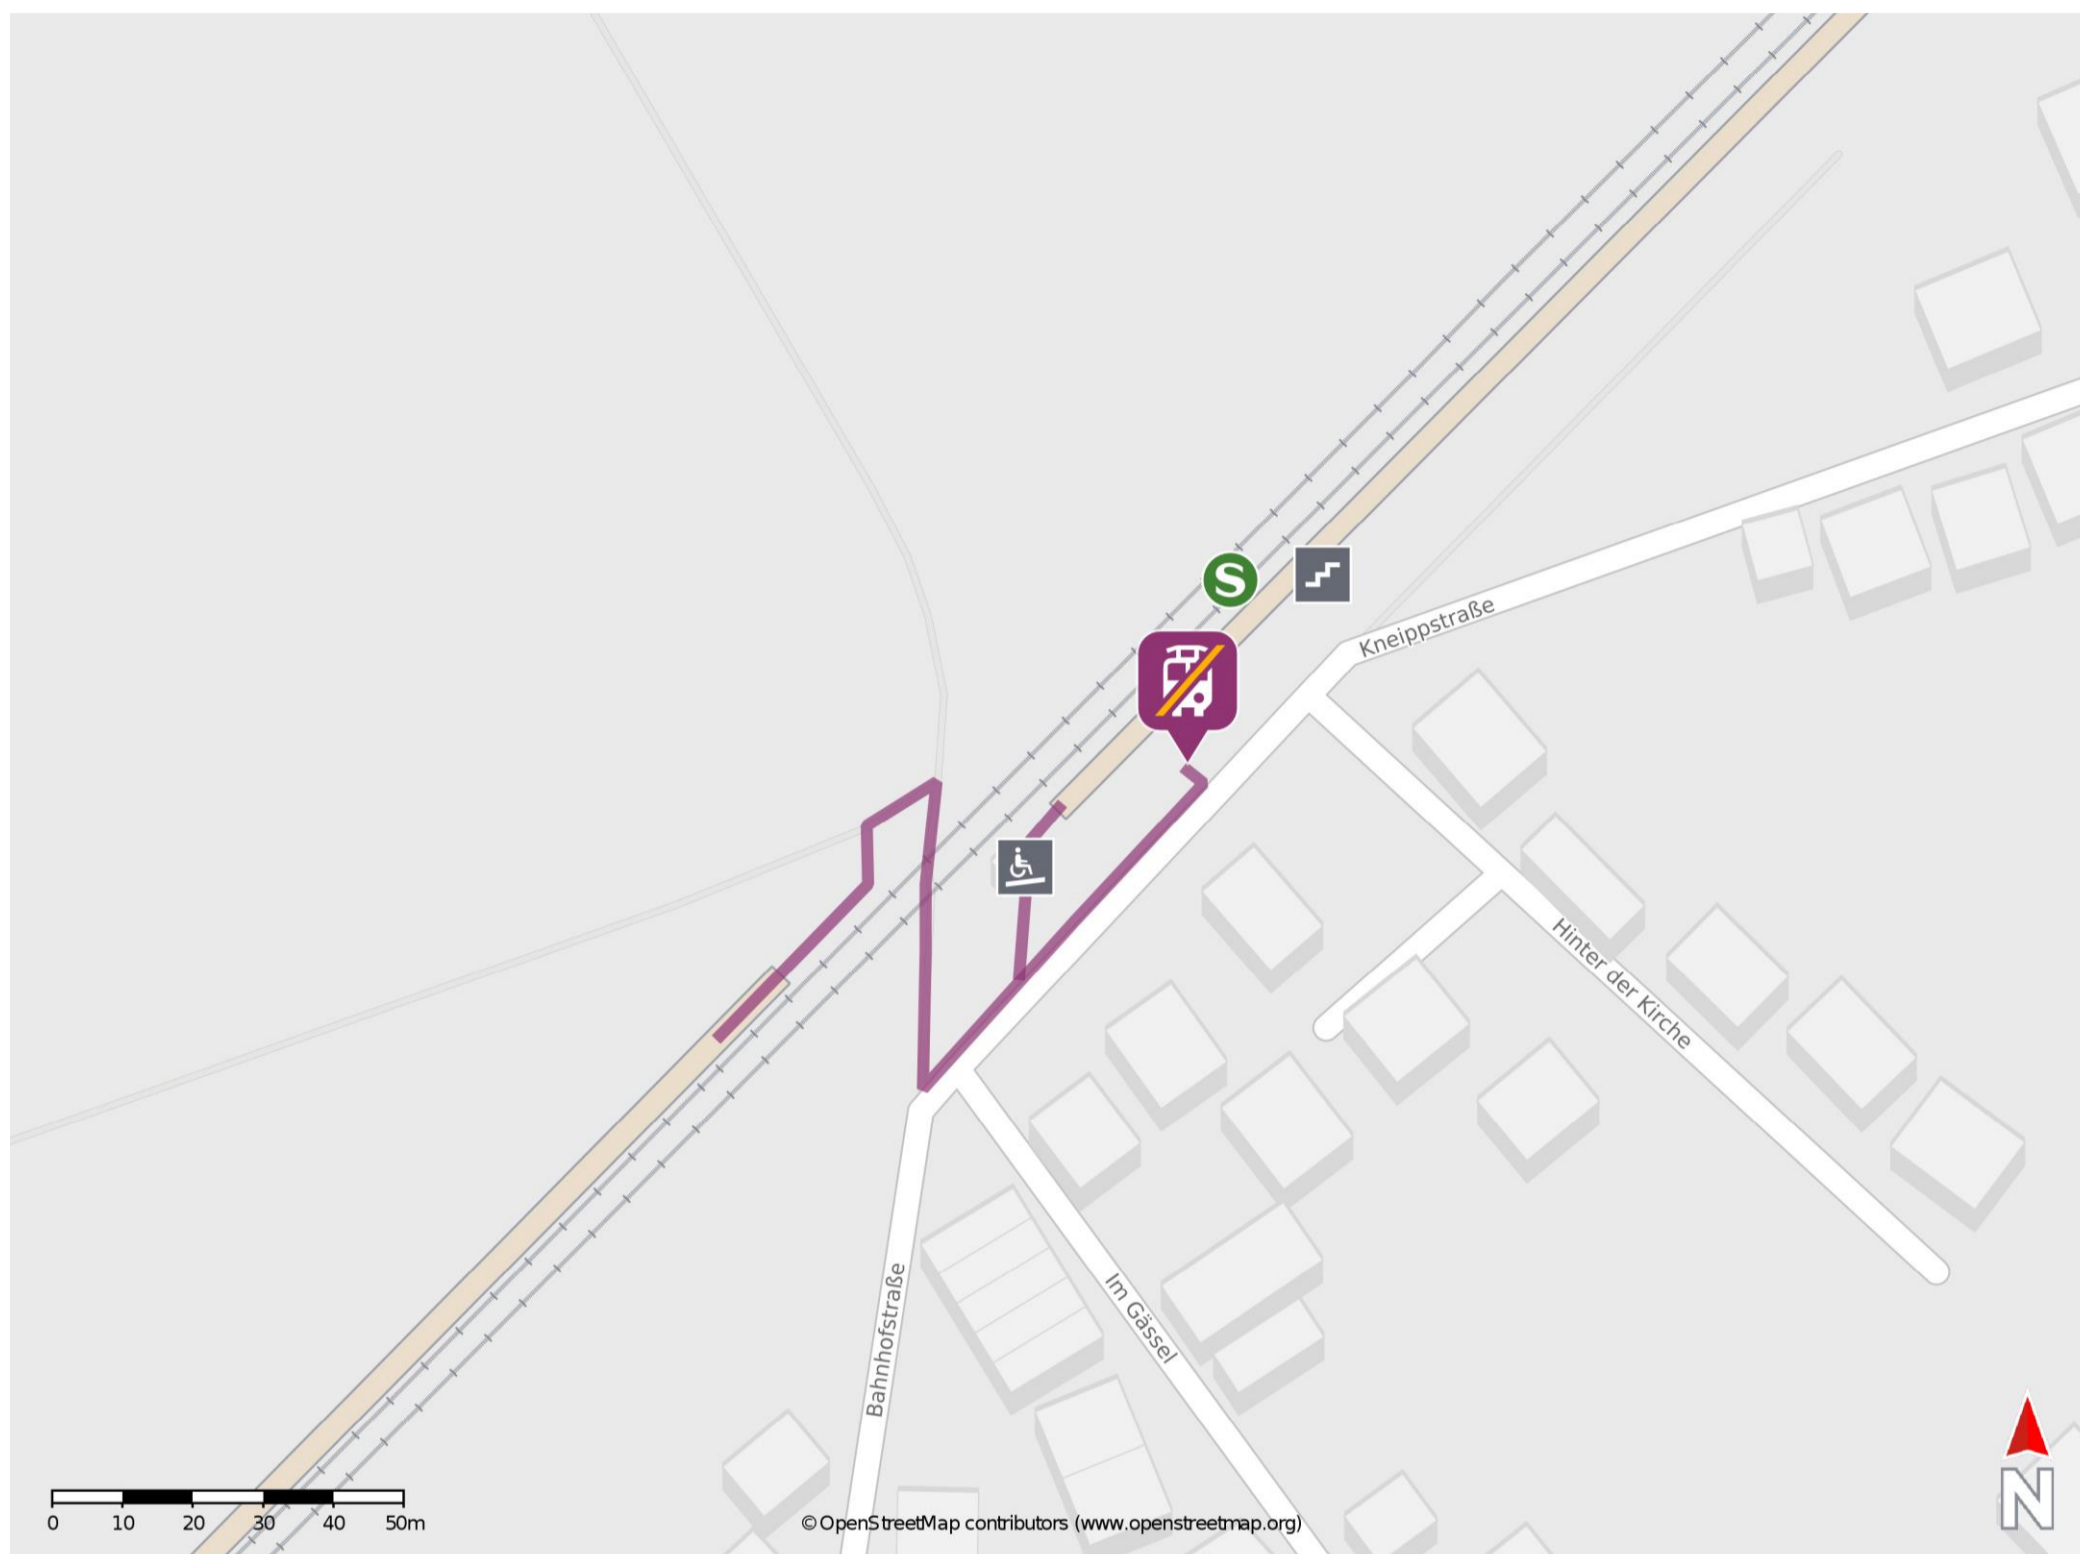 S
Kneippstraße
Hinter der Kirche
Im Gässel
Bahnhofstraße
0 10 20 30 40 50m
©OpenStreetMap contributors (www.openstreetmap.org)
N